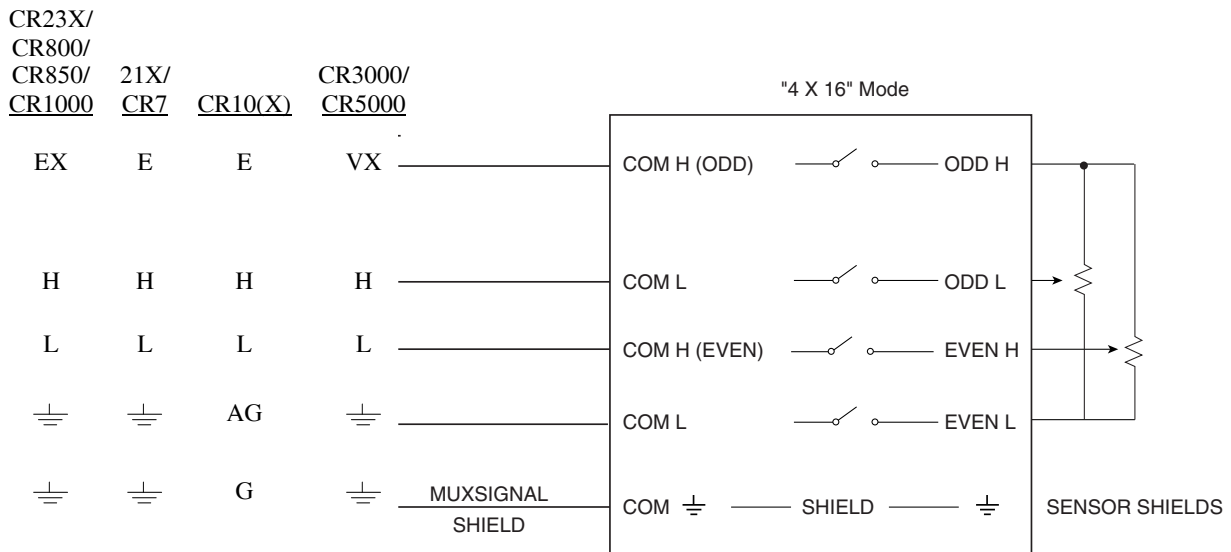 CR23X/
CR800/
CR850/ 21X/ CR3000/
CR1000 CR7 CR10(X) CR5000
"4 X 16" Mode
EX E E VX COM H (ODD) ODD H
H H H H COM L ODD L
L L L L COM H (EVEN) EVEN H
AG COM L EVEN L
G MUXSIGNAL COM SHIELD SENSOR SHIELDS
SHIELD